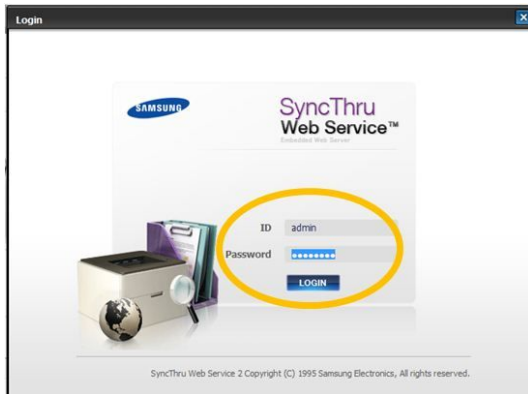 Login
SAMSUNG
SyncThru
Web Service™
Embedded Web Server
ID admin
Password ••••••••
LOGIN
SyncThru Web Service 2 Copyright (C) 1995 Samsung Electronics, All rights reserved.